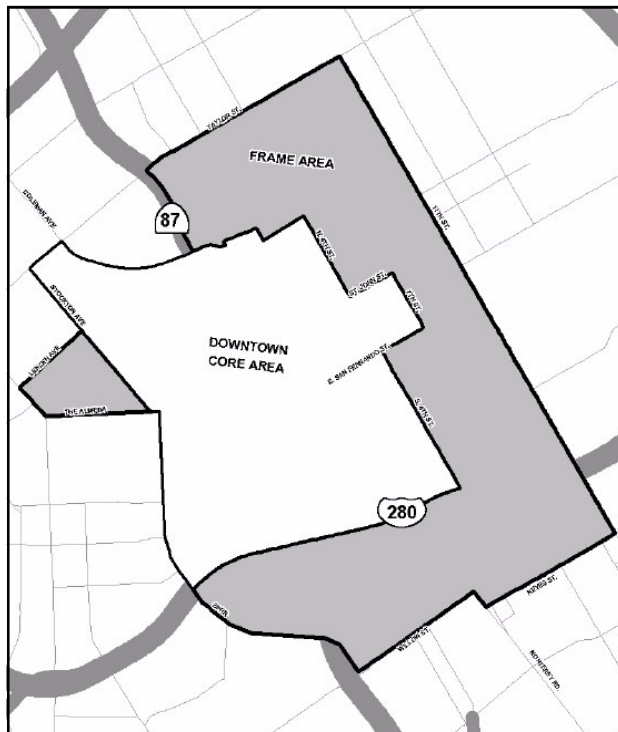 TAYLOR ST.
FRAME AREA
COLEMAN AVE
87
11TH ST.
N. 4TH ST.
ST. JOHN ST.
7TH ST.
STOCKTON AVE
DOWNTOWN
CORE AREA
E. SAN FERNANDO ST.
LENZEN AVE
THE ALAMEDA
S. 4TH ST.
280
KEYES ST.
WILLOW ST.
MONTEREY RD